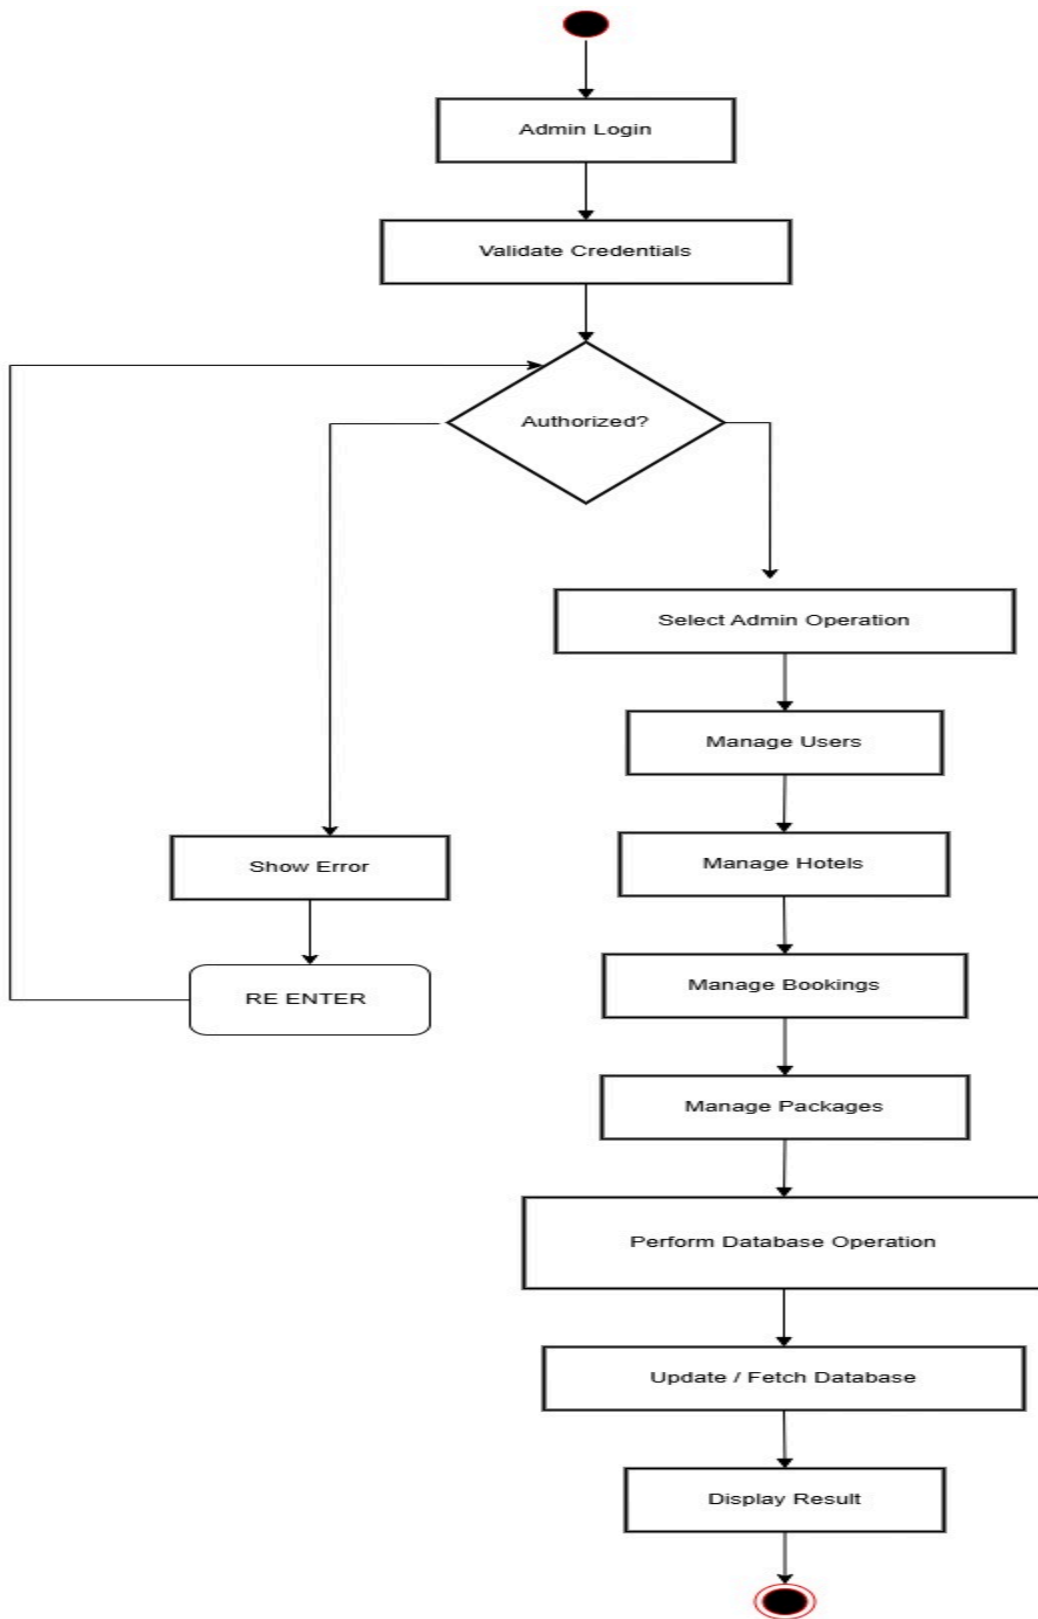 Admin Login
Validate Credentials
Authorized?
Select Admin Operation
Manage Users
Manage Hotels
Show Error
Manage Bookings
RE ENTER
Manage Packages
Perform Database Operation
Update / Fetch Database
Display Result